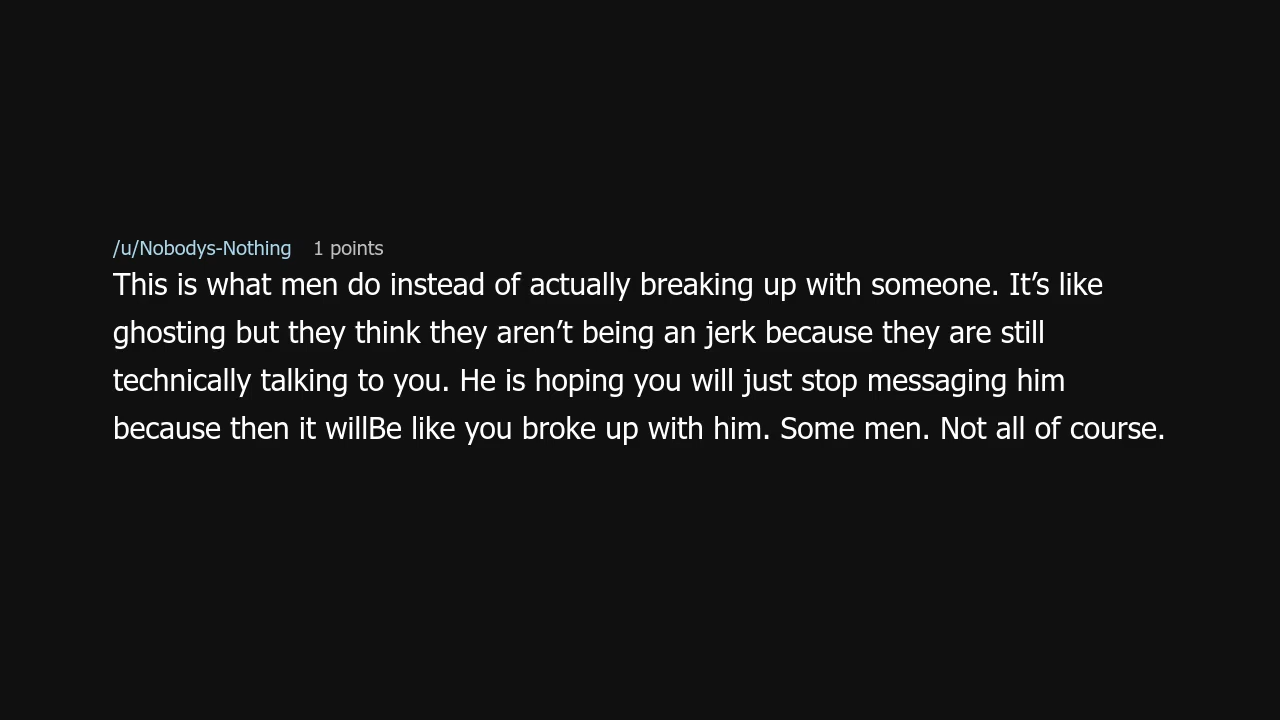 /u/Nobodys-Nothing 1 points
This is what men do instead of actually breaking up with someone. It’s like
ghosting but they think they aren’t being an jerk because they are still
technically talking to you. He is hoping you will just stop messaging him
because then it willBe like you broke up with him. Some men. Not all of course.